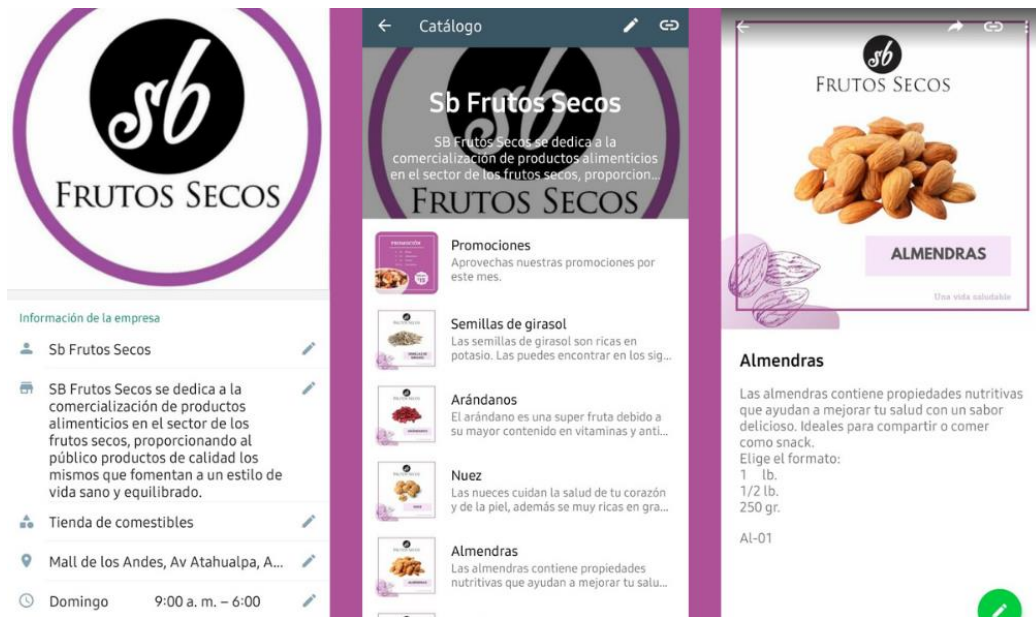 sb
FRUTOS SECOS
Información de la empresa
Sb Frutos Secos
SB Frutos Secos se dedica a la
comercialización de productos
alimenticios en el sector de los
frutos secos, proporcionando al
público productos de calidad los
mismos que fomentan a un estilo de
vida sano y equilibrado.
Tienda de comestibles
Mall de los Andes, Av Atahualpa, A...
Domingo 9:00 a. m. – 6:00
Catálogo
Sb Frutos Secos
SB Frutos Secos se dedica a la
comercialización de productos alimenticios
en el sector de los frutos secos, proporcion...
FRUTOS SECOS
PROMOCIÓN
Promociones
Aprovechas nuestras promociones por
este mes.
Semillas de girasol
Las semillas de girasol son ricas en
potasio. Las puedes encontrar en los sig...
Arándanos
El arándano es una super fruta debido a
su mayor contenido en vitaminas y anti...
Nuez
Las nueces cuidan la salud de tu corazón
y de la piel, además se muy ricas en gra...
Almendras
Las almendras contiene propiedades
nutritivas que ayudan a mejorar tu salu...
sb
FRUTOS SECOS
ALMENDRAS
Una vida saludable
Almendras
Las almendras contiene propiedades nutritivas
que ayudan a mejorar tu salud con un sabor
delicioso. Ideales para compartir o comer
como snack.
Elige el formato:
1 lb.
1/2 lb.
250 gr.
Al-01